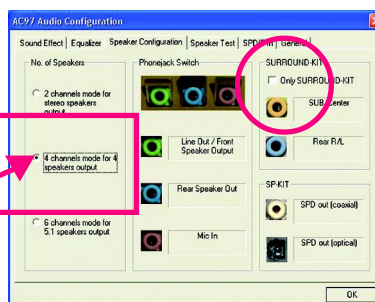 AC97 Audio Configuration
Sound Effect
Equalizer
Speaker Configuration
Speaker Test
General
No. of Speakers
2 channels mode for
stereo speakers
output
4 channels mode for 4
speakers output
6 channels mode for
5.1 speakers output
Phonejack Switch
Line Out / Front
Speaker Output
Rear Speaker Out
Mic In
SURROUND-KIT
Only SURROUND-KIT
SUB/Center
Rear R/L
SP-KIT
SPD out (coaxial)
SPD out (optical)
OK